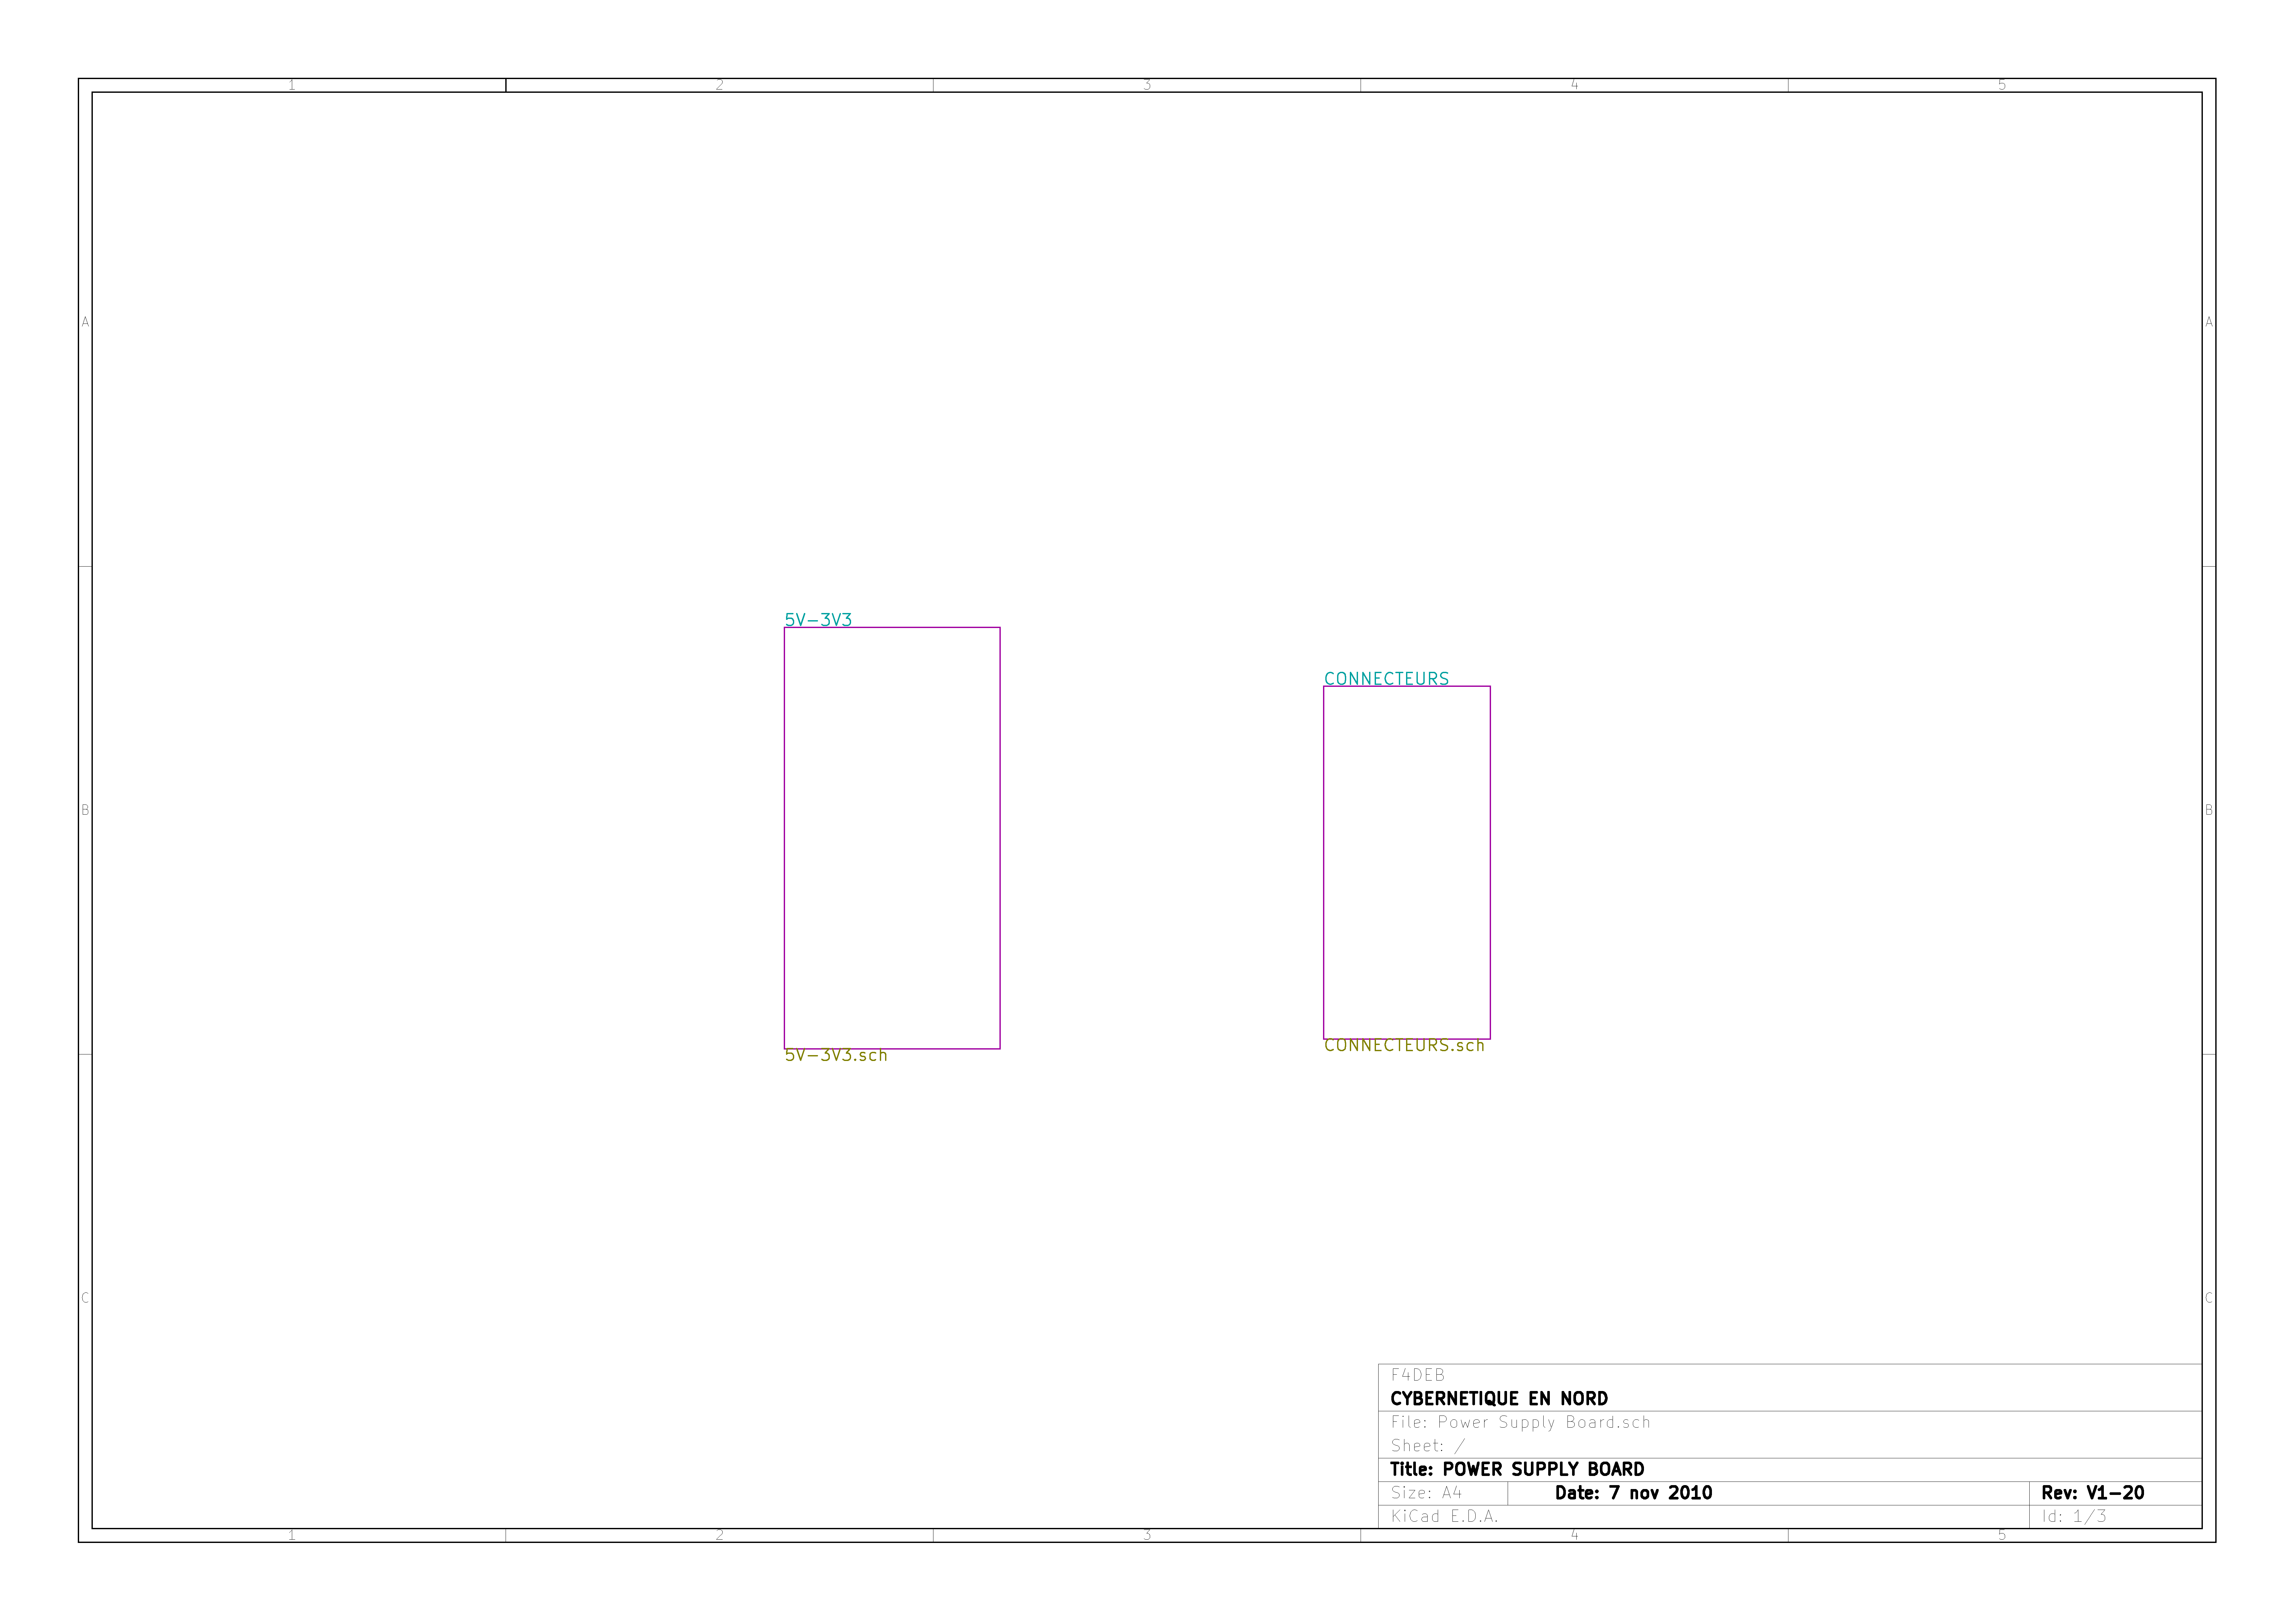 1 2 3 4 5
A A
5V-3V3
CONNECTEURS
B B
CONNECTEURS.sch
5V-3V3.sch
C C
F4DEB
CYBERNETIQUE EN NORD
File: Power Supply Board.sch
Sheet: /
Title: POWER SUPPLY BOARD
Size: A4 Date: 7 nov 2010 Rev: V1-20
KiCad E.D.A. Id: 1/3
1 2 3 4 5